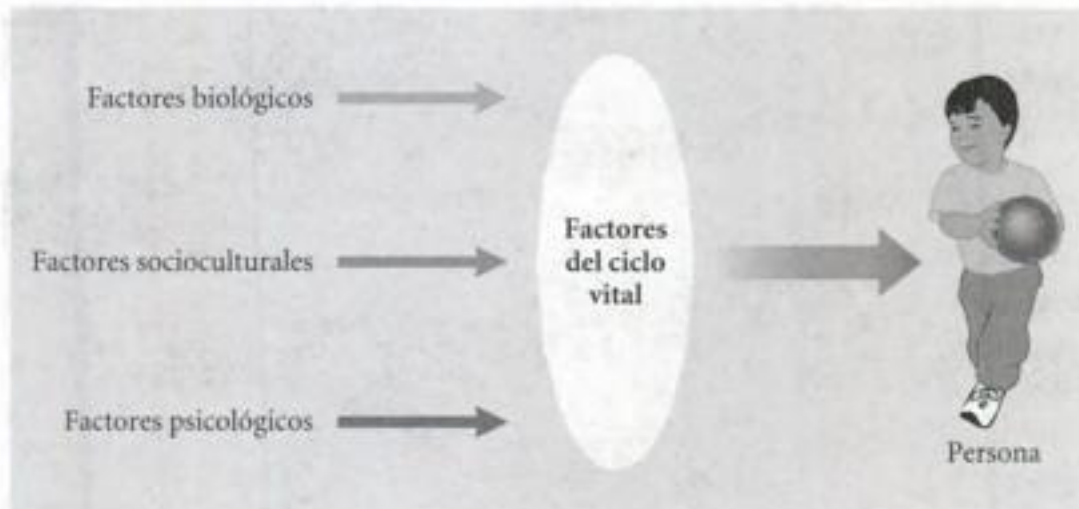 Factores biológicos
Factores socioculturales
Factores
del ciclo
vital
Factores psicológicos
Persona